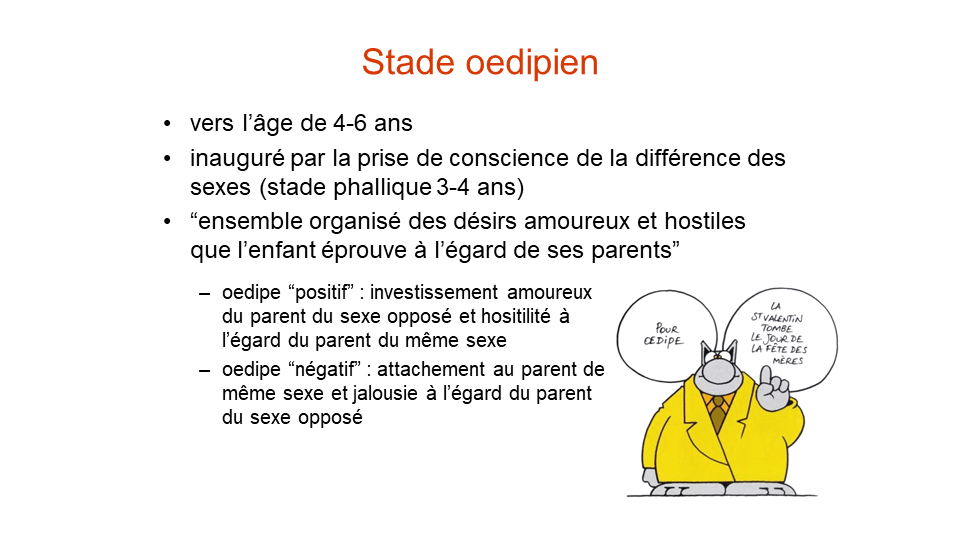 Stade oedipien
• vers l’âge de 4-6 ans
• inauguré par la prise de conscience de la différence des
sexes (stade phallique 3-4 ans)
• “ensemble organisé des désirs amoureux et hostiles
que l’enfant éprouve à l’égard de ses parents”
– oedipe “positif” : investissement amoureux
du parent du sexe opposé et hositilité à
l’égard du parent du même sexe
– oedipe “négatif” : attachement au parent de
même sexe et jalousie à l’égard du parent
du sexe opposé
POUR
OEDIPE
LA
ST VALENTIN
TOMBE
LE JOUR DE
LA FÊTE DES
MÈRES